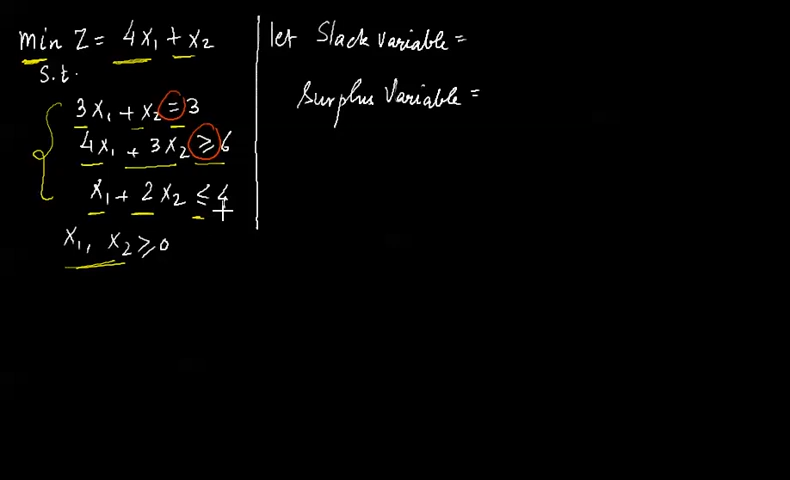 min Z = 4x₁ + x₂
s.t.
3x₁ + x₂ = 3
4x₁ + 3x₂ ≥ 6
x₁ + 2x₂ ≤ 4
x₁, x₂ ≥ 0
let Slack variable =
Surplus Variable =